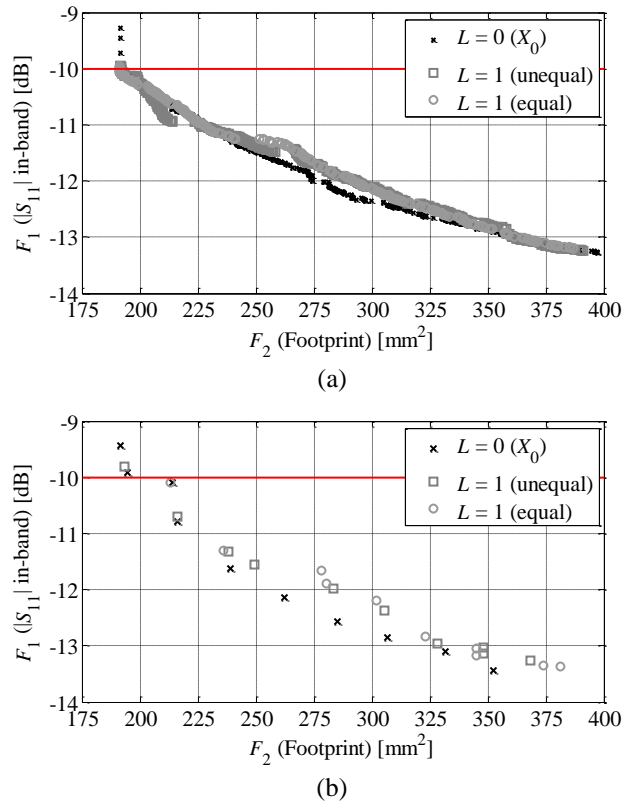 -9
-10
-11
-12
-13
-14
175 200 225 250 275 300 325 350 375 400
F1 (|S11| in-band) [dB]
F2 (Footprint) [mm2]
L = 0 (X0)
L = 1 (unequal)
L = 1 (equal)
(a)
-9
-10
-11
-12
-13
-14
175 200 225 250 275 300 325 350 375 400
F1 (|S11| in-band) [dB]
F2 (Footprint) [mm2]
L = 0 (X0)
L = 1 (unequal)
L = 1 (equal)
(b)